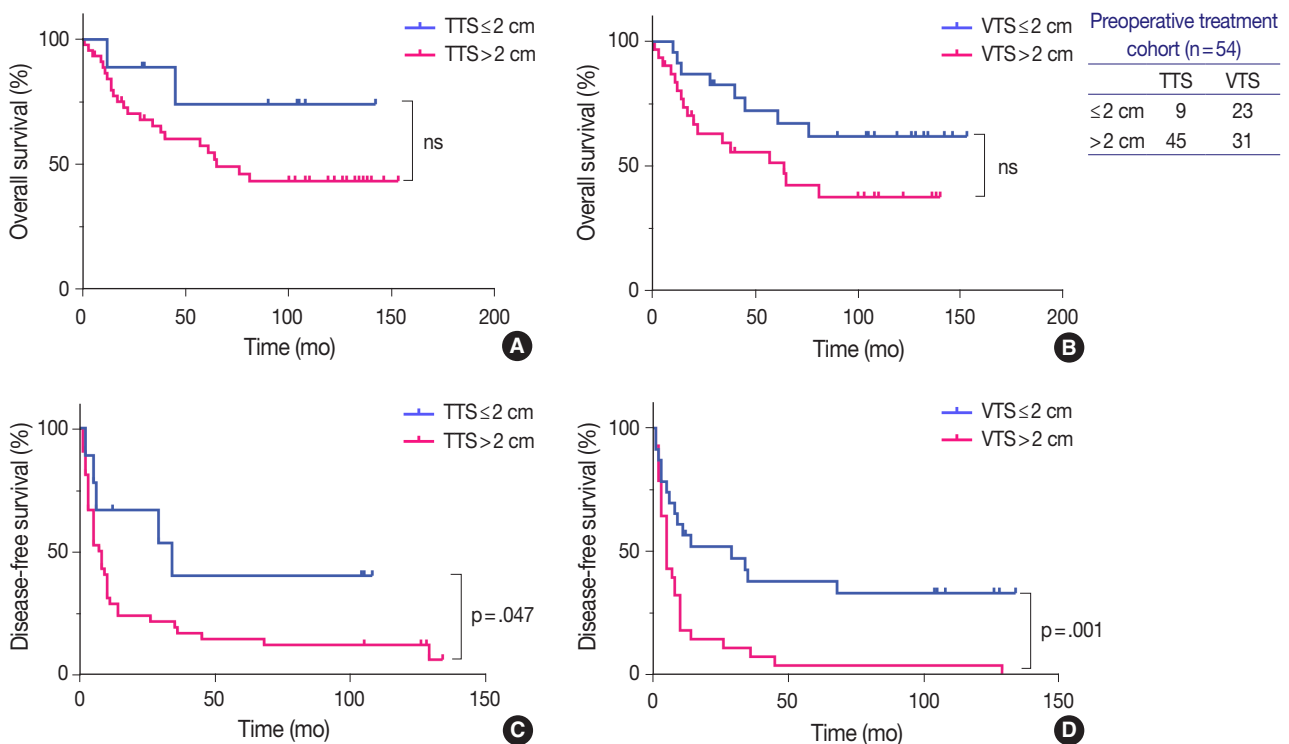 TTS≤2 cm
TTS>2 cm
100
50
0
Overall survival (%)
ns
0 50 100 150 200
Time (mo)
A
VTS≤2 cm
VTS>2 cm
100
50
0
Overall survival (%)
ns
0 50 100 150 200
Time (mo)
B
Preoperative treatment
cohort (n=54)
TTS VTS
≤2 cm 9 23
>2 cm 45 31
TTS≤2 cm
TTS>2 cm
100
50
0
Disease-free survival (%)
p=.047
0 50 100 150
Time (mo)
C
VTS≤2 cm
VTS>2 cm
100
50
0
Disease-free survival (%)
p=.001
0 50 100 150
Time (mo)
D